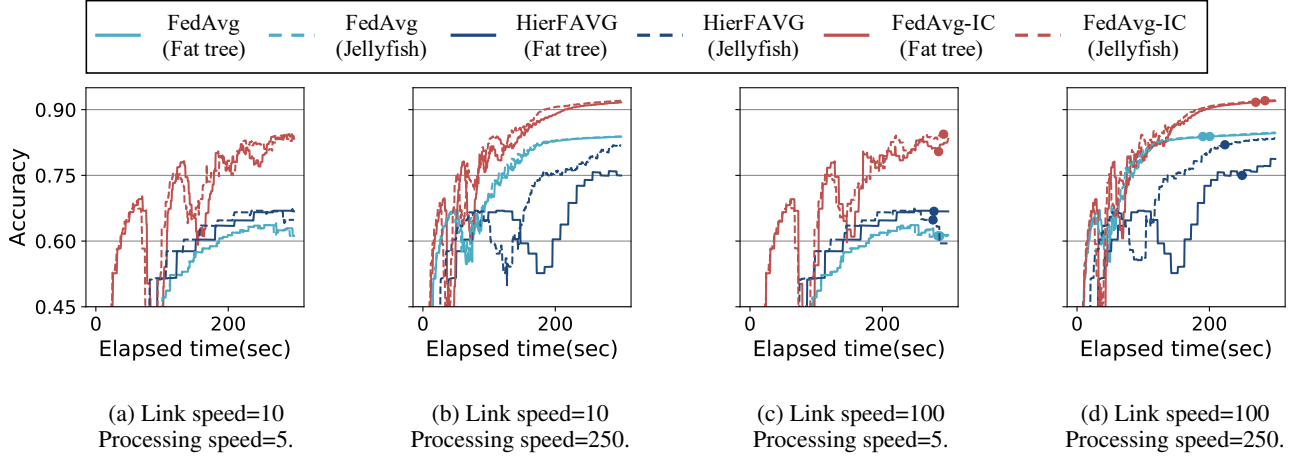 FedAvg FedAvg HierFAVG HierFAVG FedAvg-IC FedAvg-IC
(Fat tree) (Jellyfish) (Fat tree) (Jellyfish) (Fat tree) (Jellyfish)
0.90
0.75
0.60
0.45
Accuracy
0 200 0 200 0 200 0 200
Elapsed time(sec) Elapsed time(sec) Elapsed time(sec) Elapsed time(sec)
(a) Link speed=10 (b) Link speed=10 (c) Link speed=100 (d) Link speed=100
Processing speed=5. Processing speed=250. Processing speed=5. Processing speed=250.